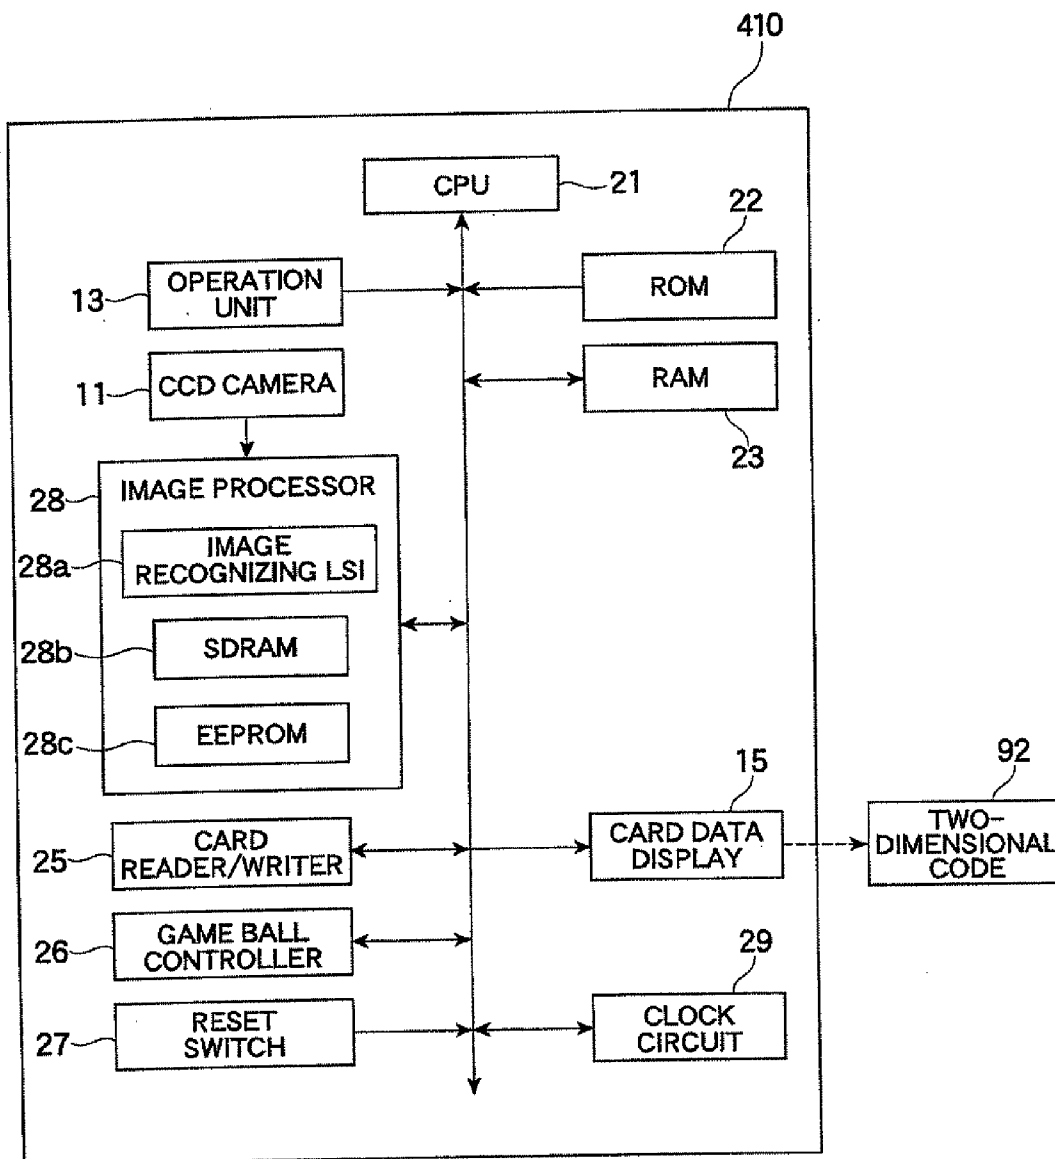 410
CPU
21
22
OPERATION
UNIT
13
ROM
CCD CAMERA
11
RAM
23
28
IMAGE PROCESSOR
28a
IMAGE
RECOGNIZING LSI
28b
SDRAM
28c
EEPROM
15
92
CARD
READER/WRITER
25
CARD DATA
DISPLAY
TWO-
DIMENSIONAL
CODE
GAME BALL
CONTROLLER
26
29
RESET
SWITCH
27
CLOCK
CIRCUIT